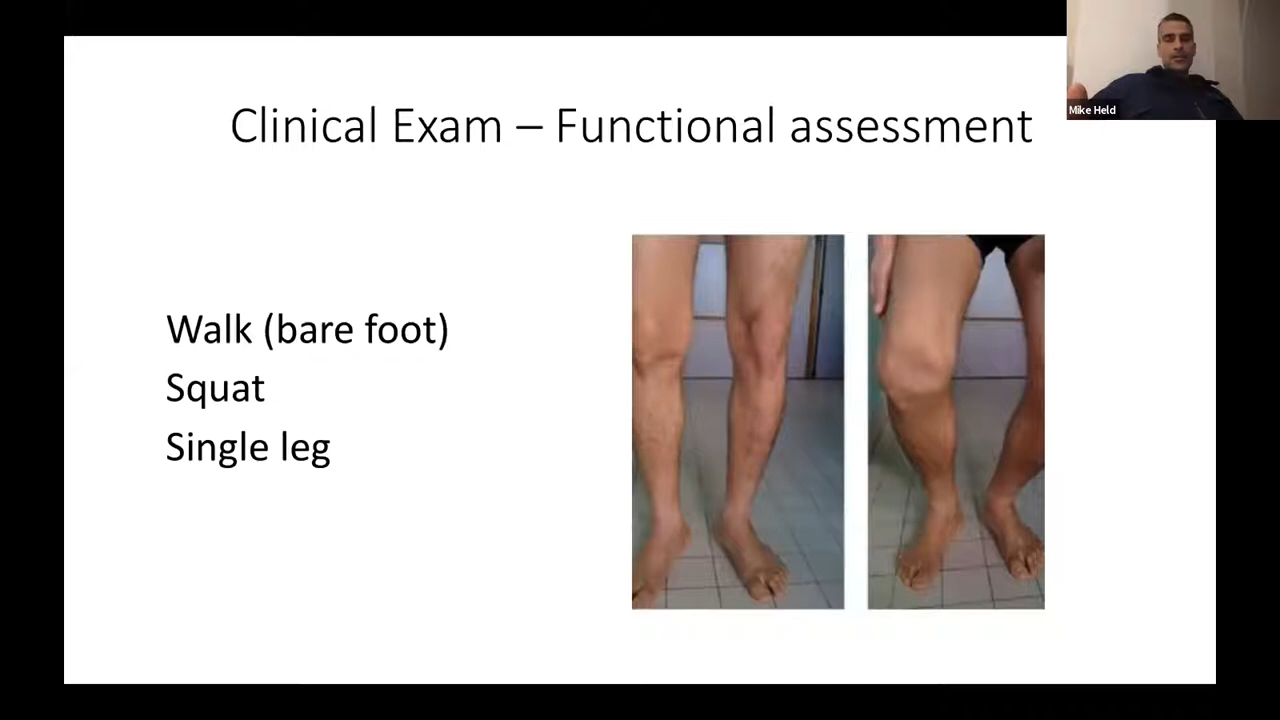 Clinical Exam – Functional assessment
Mike Held
Walk (bare foot)
Squat
Single leg